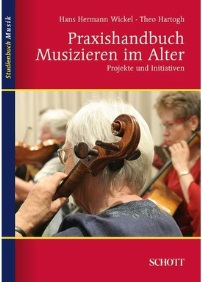 Hans Hermann Wickel · Theo Hartogh
Praxishandbuch
Musizieren im Alter
Projekte und Initiativen
Studienbuch Musik
SCHOTT